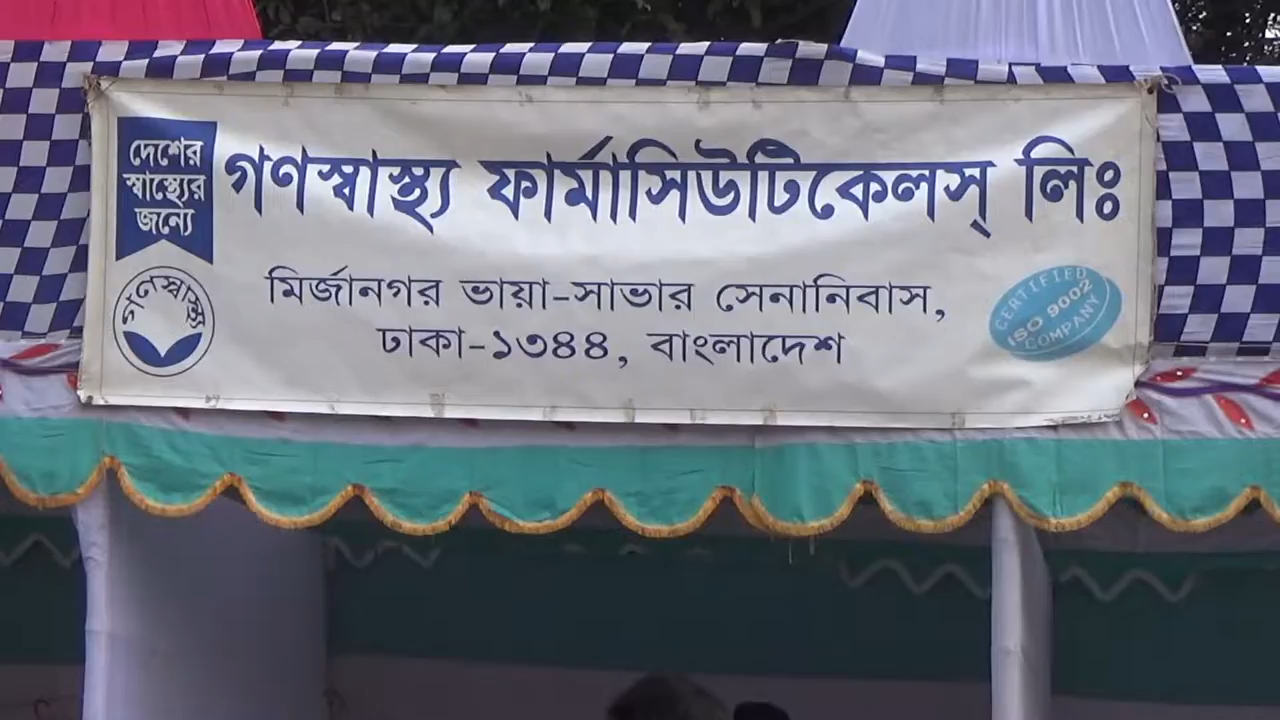 দেশের
স্বাস্থ্যের
জন্যে
গণস্বাস্থ্য ফার্মাসিউটিকেলস্ লিঃ
গণস্বাস্থ্য
মির্জানগর ভায়া-সাভার সেনানিবাস,
ঢাকা-১৩৪৪, বাংলাদেশ
CERTIFIED
ISO 9002
COMPANY